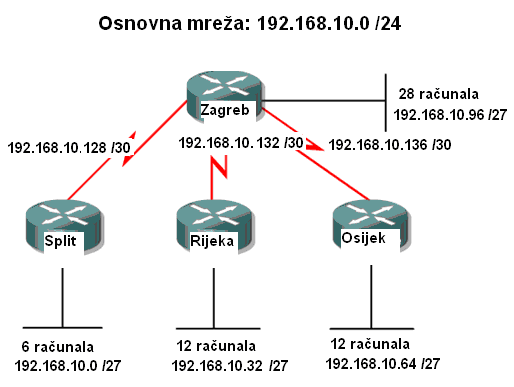 Osnovna mreža: 192.168.10.0 /24
Zagreb
28 računala
192.168.10.96 /27
192.168.10.128 /30
192.168.10. 132 /30
192.168.10.136 /30
Split
Rijeka
Osijek
6 računala
192.168.10.0 /27
12 računala
192.168.10.32 /27
12 računala
192.168.10.64 /27